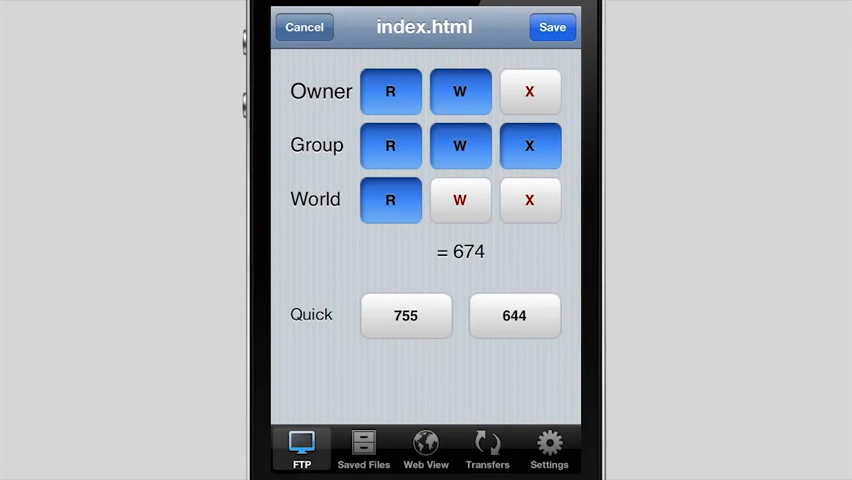 Cancel index.html Save
Owner R W X
Group R W X
World R W X
= 674
Quick 755 644
FTP Saved Files Web View Transfers Settings